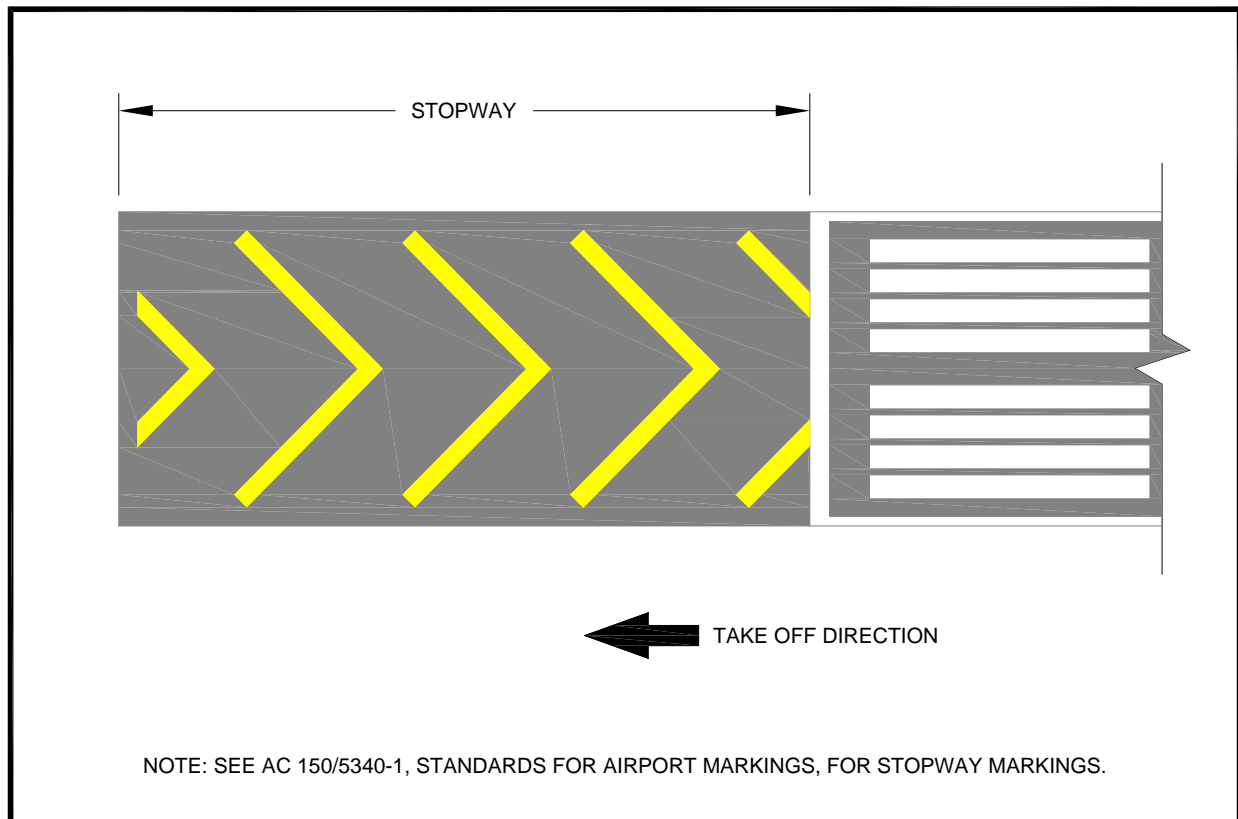 STOPWAY
TAKE OFF DIRECTION
NOTE: SEE AC 150/5340-1, STANDARDS FOR AIRPORT MARKINGS, FOR STOPWAY MARKINGS.